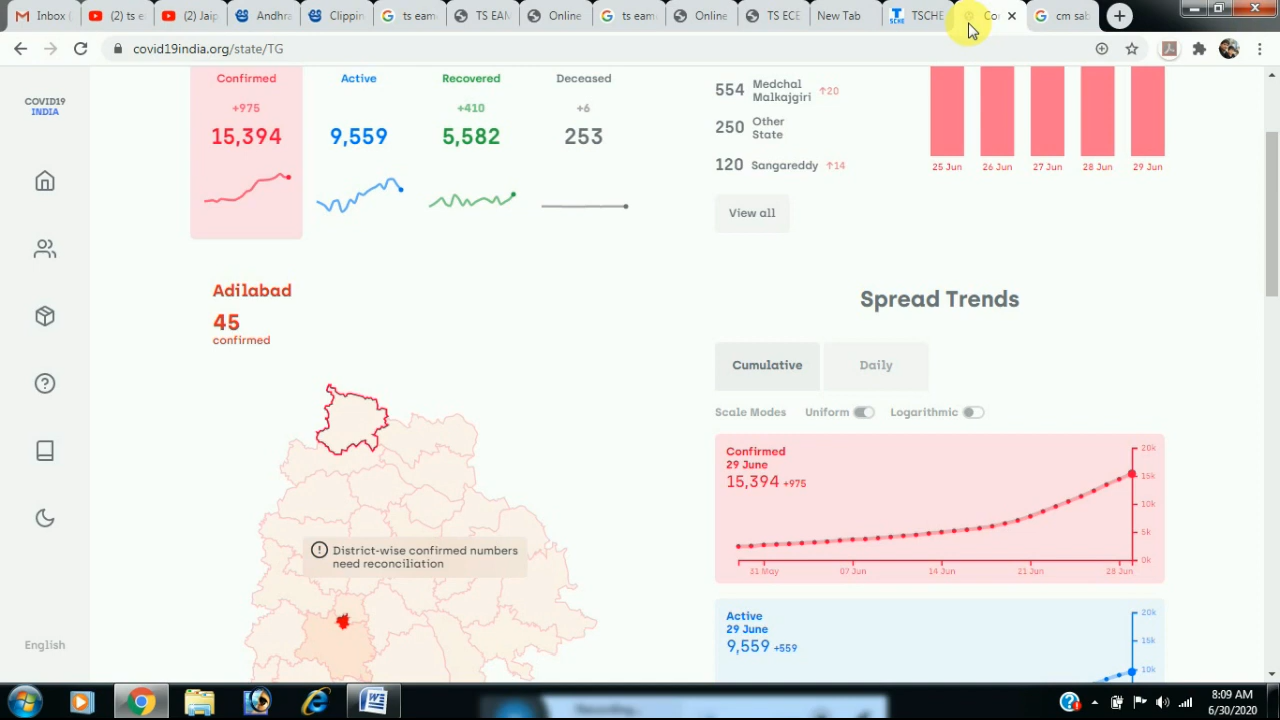 Inbox (
(2) ts e
(2) Jaip
Andhra
Clippin
ts eam
TS EAM
Online
ts eam
Online
TS ECE
New Tab
TSCHE
Co
cm sab
covid19india.org/state/TG
COVID19
INDIA
Confirmed
+975
15,394
Active
9,559
Recovered
+410
5,582
Deceased
+6
253
554 Medchal Malkajgiri ↑20
250 Other State
120 Sangareddy ↑14
View all
25 Jun 26 Jun 27 Jun 28 Jun 29 Jun
Adilabad
45
confirmed
District-wise confirmed numbers
need reconciliation
Spread Trends
Cumulative Daily
Scale Modes Uniform Logarithmic
Confirmed
29 June
15,394 +975
20k
15k
10k
5k
0k
31 May 07 Jun 14 Jun 21 Jun 28 Jun
Active
29 June
9,559 +559
20k
15k
10k
English
Recording...
8:09 AM
6/30/2020